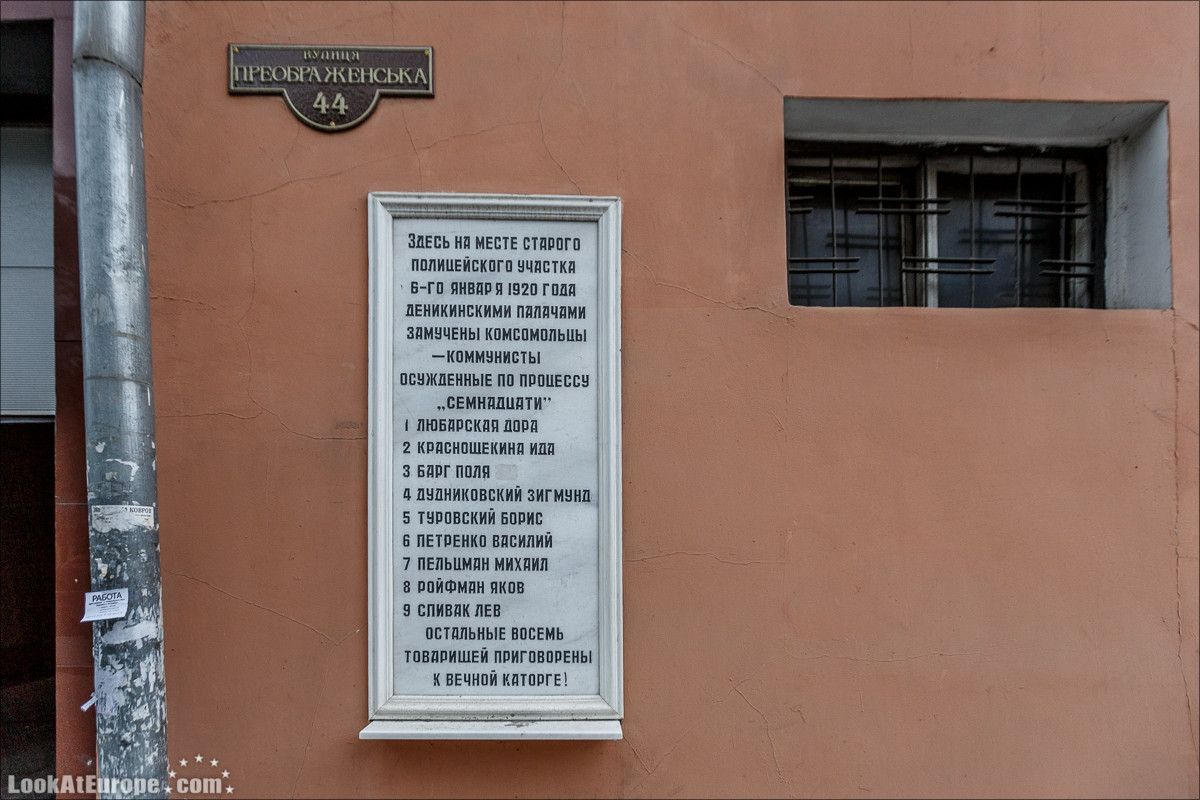 ВУЛИЦЯ
ПРЕОБРАЖЕНСЬКА
44
ЗДЕСЬ НА МЕСТЕ СТАРОГО
ПОЛИЦЕЙСКОГО УЧАСТКА
6-ГО ЯНВАРЯ 1920 ГОДА
ДЕНИКИНСКИМИ ПАЛАЧАМИ
ЗАМУЧЕНЫ КОМСОМОЛЬЦЫ
—КОММУНИСТЫ
ОСУЖДЕННЫЕ ПО ПРОЦЕССУ
„СЕМНАДЦАТИ”
1 ЛЮБАРСКАЯ ДОРА
2 КРАСНОЩЕКИНА ИДА
3 БАРГ ПОЛЯ
4 ДУДНИКОВСКИЙ ЗИГМУНД
5 ТУРОВСКИЙ БОРИС
6 ПЕТРЕНКО ВАСИЛИЙ
7 ПЕЛЬЦМАН МИХАИЛ
8 РОЙФМАН ЯКОВ
9 СПИВАК ЛЕВ
ОСТАЛЬНЫЕ ВОСЕМЬ
ТОВАРИЩЕЙ ПРИГОВОРЕНЫ
К ВЕЧНОЙ КАТОРГЕ!
КОВРОВ
РАБОТА
LookAtEurope.com